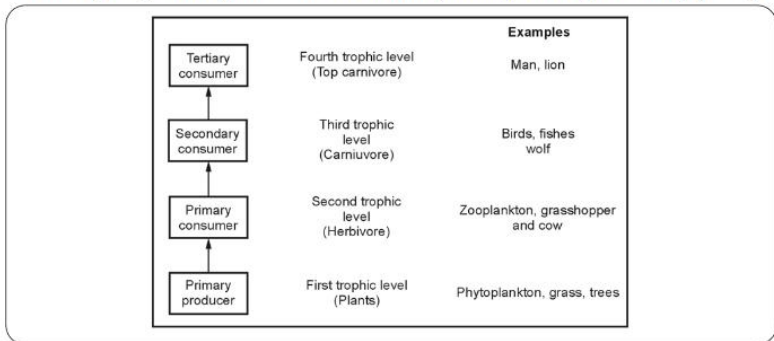 Examples
Tertiary
consumer
Fourth trophic level
(Top carnivore)
Man, lion
Secondary
consumer
Third trophic
level
(Carniuvore)
Birds, fishes
wolf
Primary
consumer
Second trophic
level
(Herbivore)
Zooplankton, grasshopper
and cow
Primary
producer
First trophic level
(Plants)
Phytoplankton, grass, trees